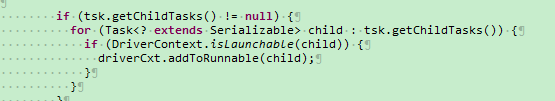 if (tsk.getChildTasks() != null) {
for (Task<? extends Serializable> child : tsk.getChildTasks()) {
if (DriverContext.isLaunchable(child)) {
driverCxt.addToRunnable(child);
}
}
}